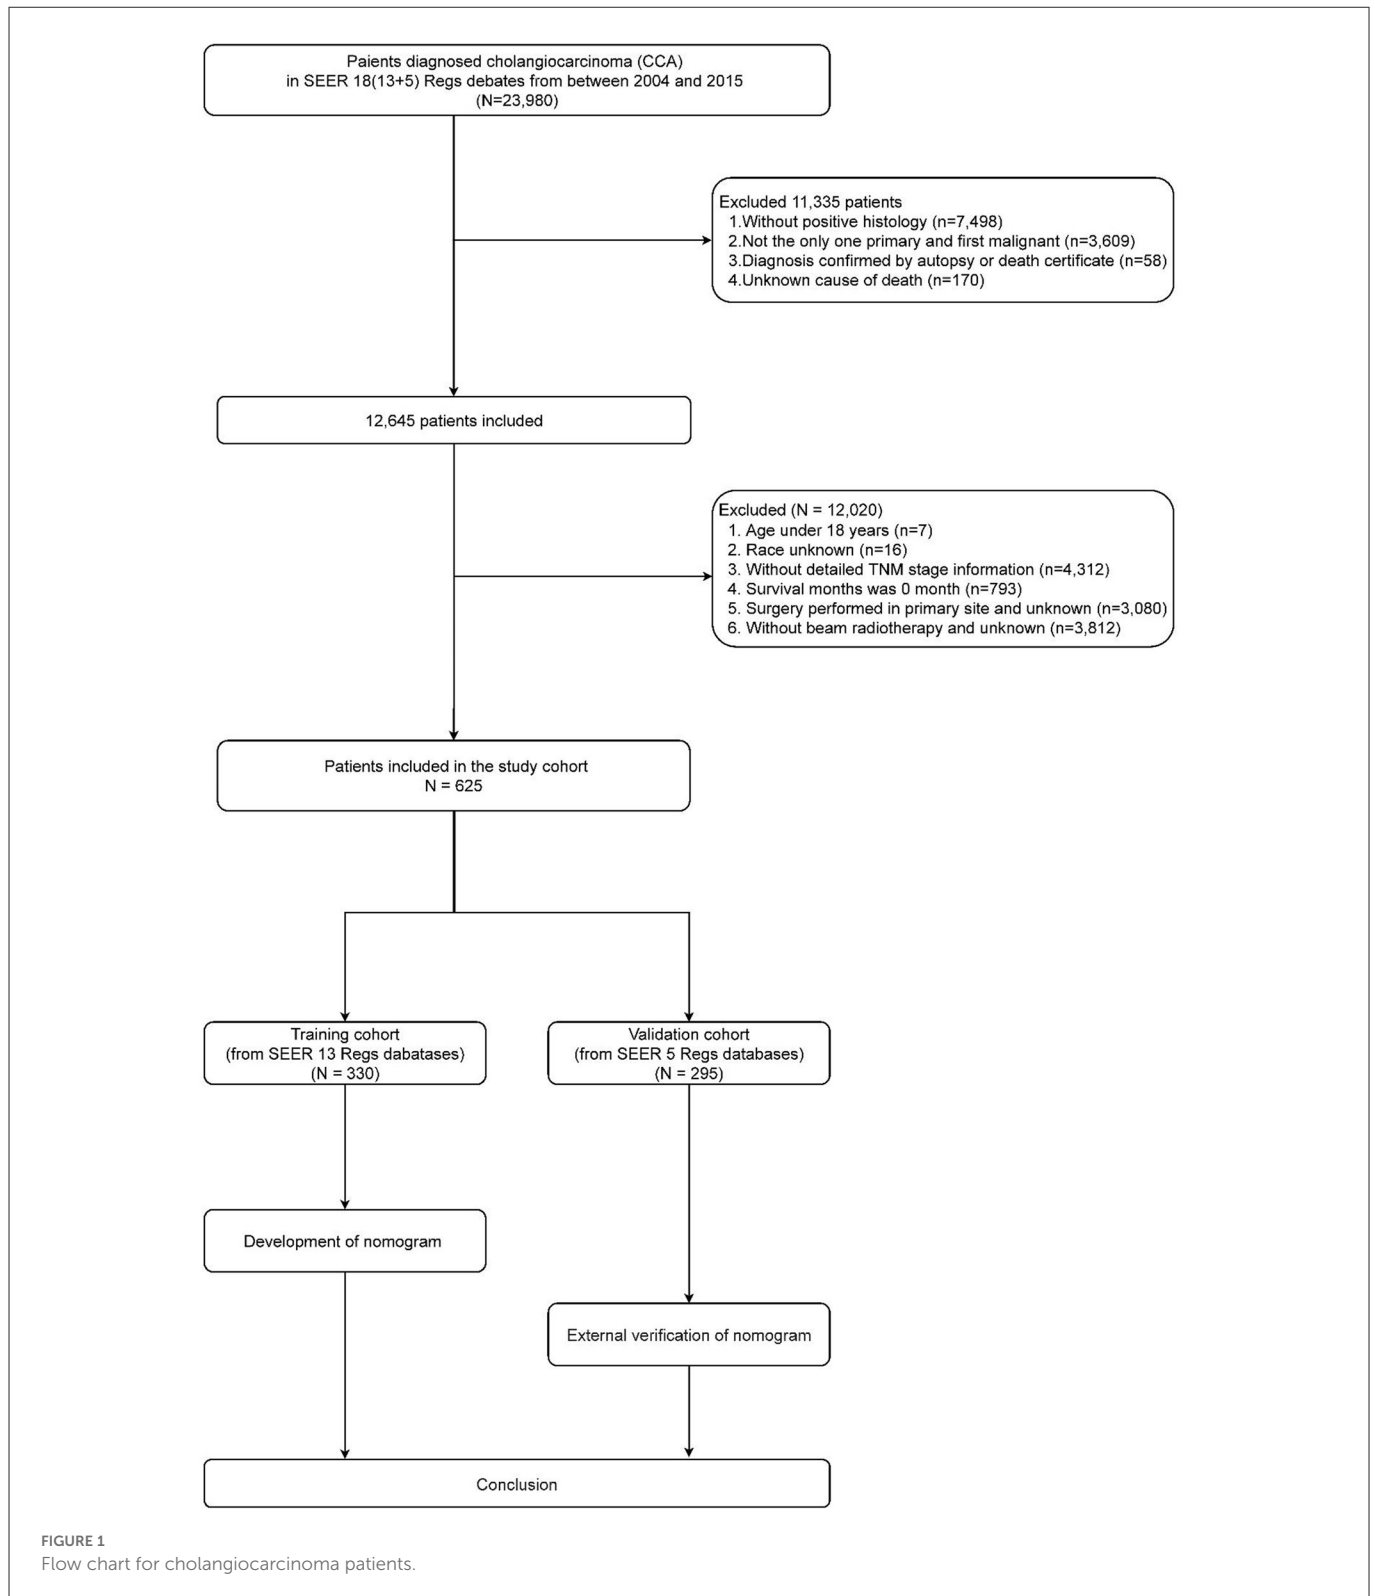 Paients diagnosed cholangiocarcinoma (CCA)
in SEER 18(13+5) Regs debates from between 2004 and 2015
(N=23,980)
Excluded 11,335 patients
1.Without positive histology (n=7,498)
2.Not the only one primary and first malignant (n=3,609)
3.Diagnosis confirmed by autopsy or death certificate (n=58)
4.Unknown cause of death (n=170)
12,645 patients included
Excluded (N = 12,020)
1. Age under 18 years (n=7)
2. Race unknown (n=16)
3. Without detailed TNM stage information (n=4,312)
4. Survival months was 0 month (n=793)
5. Surgery performed in primary site and unknown (n=3,080)
6. Without beam radiotherapy and unknown (n=3,812)
Patients included in the study cohort
N = 625
Training cohort
(from SEER 13 Regs dabatases)
(N = 330)
Validation cohort
(from SEER 5 Regs databases)
(N = 295)
Development of nomogram
External verification of nomogram
Conclusion
FIGURE 1
Flow chart for cholangiocarcinoma patients.